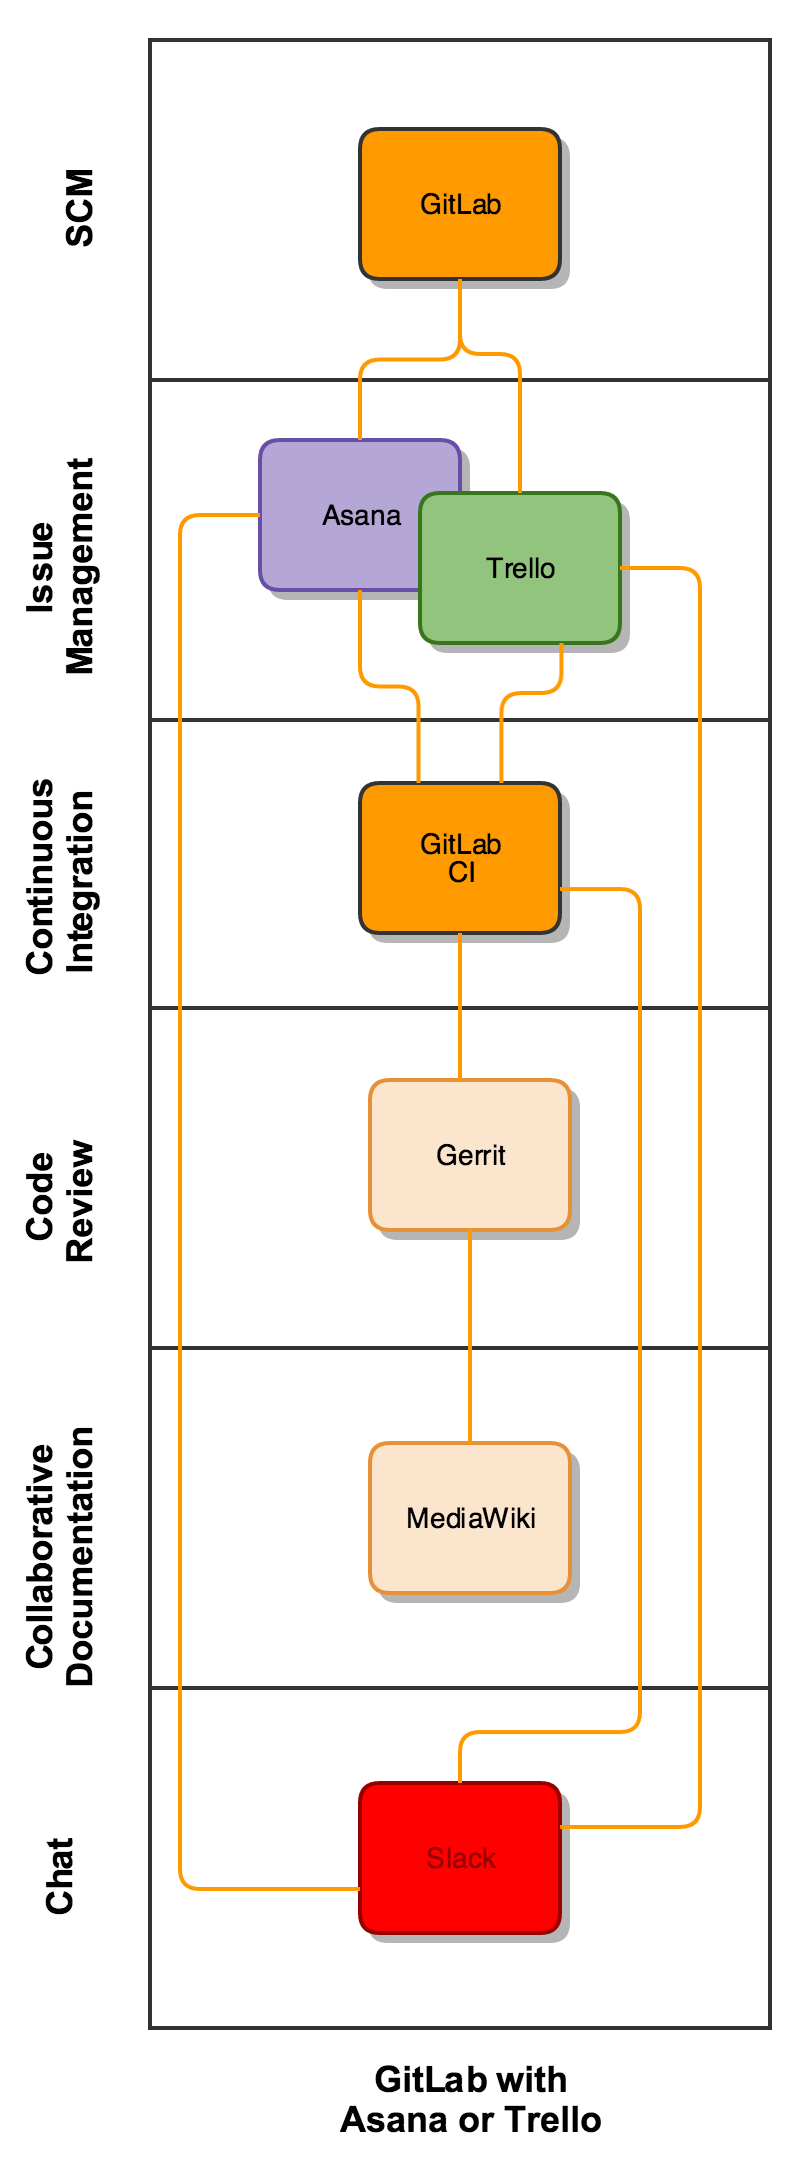 SCM
GitLab
Issue
Management
Asana
Trello
Continuous
Integration
GitLab
CI
Code
Review
Gerrit
Collaborative
Documentation
MediaWiki
Chat
Slack
GitLab with
Asana or Trello